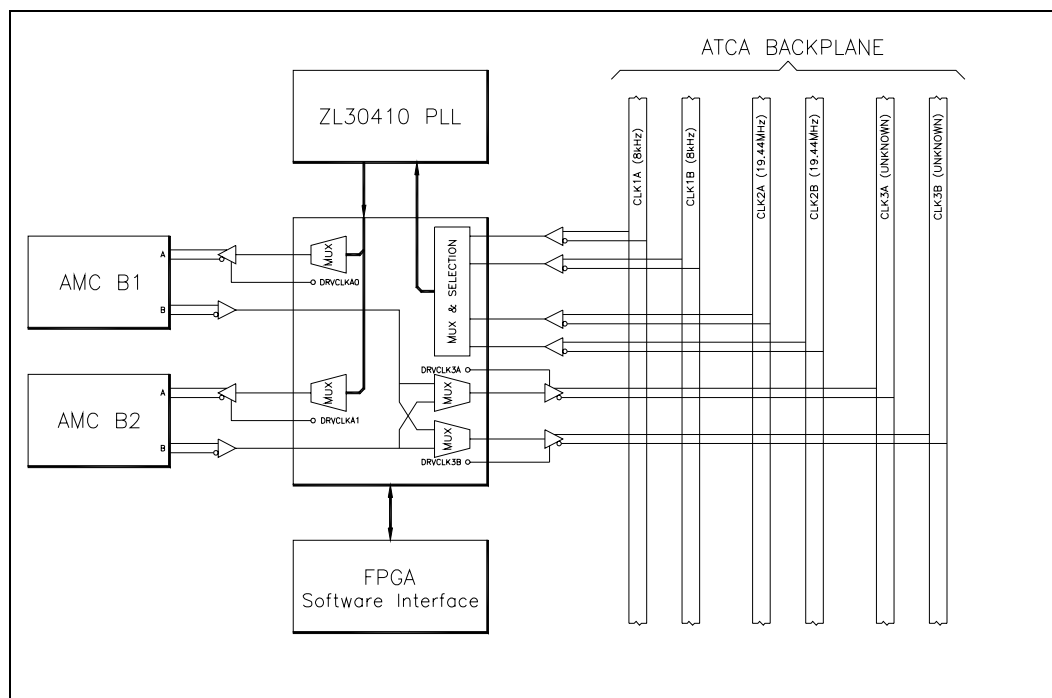 ATCA BACKPLANE
ZL30410 PLL
CLK1A (8kHz)
CLK1B (8kHz)
CLK2A (19.44MHz)
CLK2B (19.44MHz)
CLK3A (UNKNOWN)
CLK3B (UNKNOWN)
AMC B1
A
B
MUX
DRVCLKA0
MUX & SELECTION
AMC B2
A
B
MUX
DRVCLKA1
DRVCLK3A
MUX
MUX
DRVCLK3B
FPGA
Software Interface